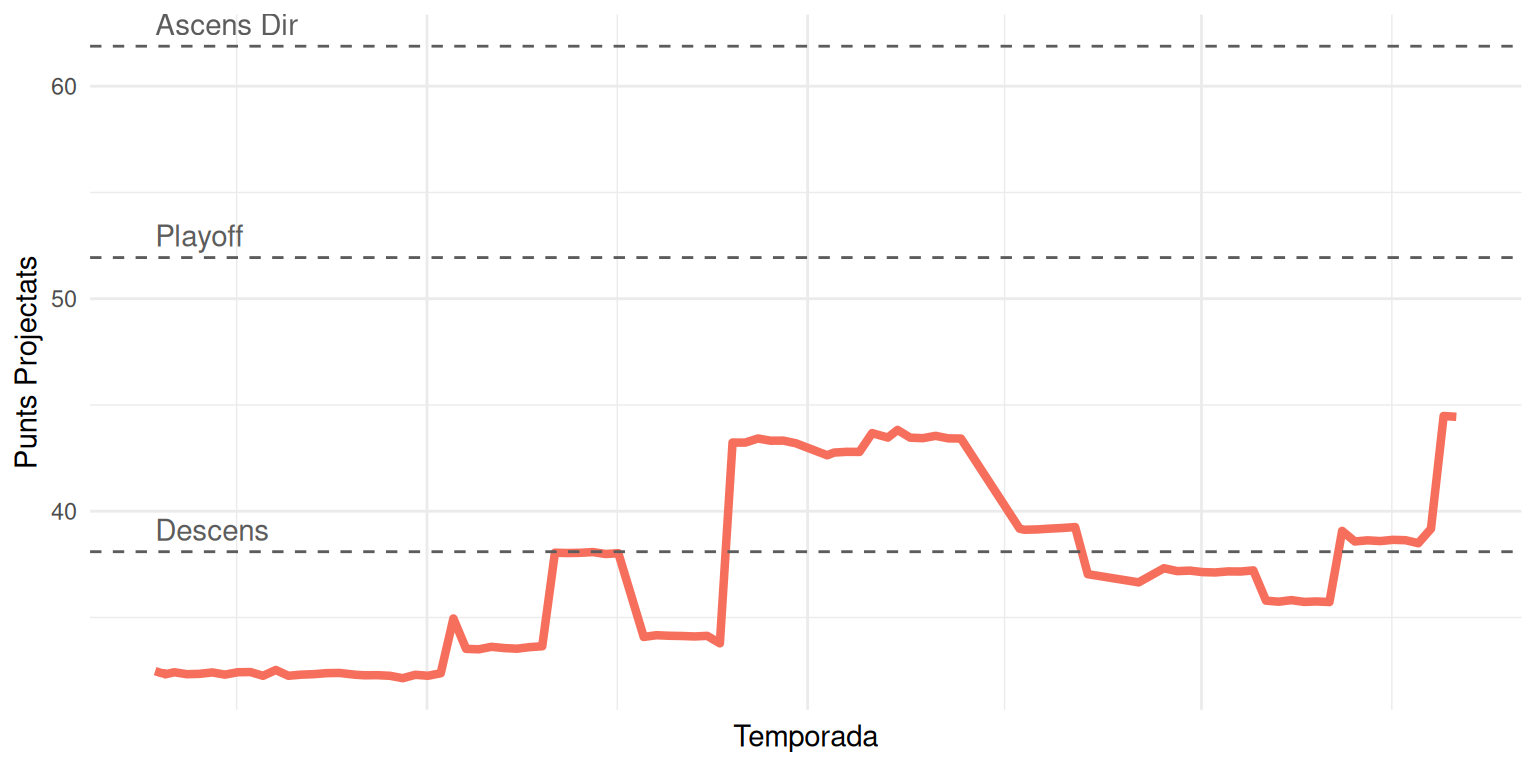 Ascens Dir
60
Playoff
50
Punts Projectats
40
Descens
Temporada